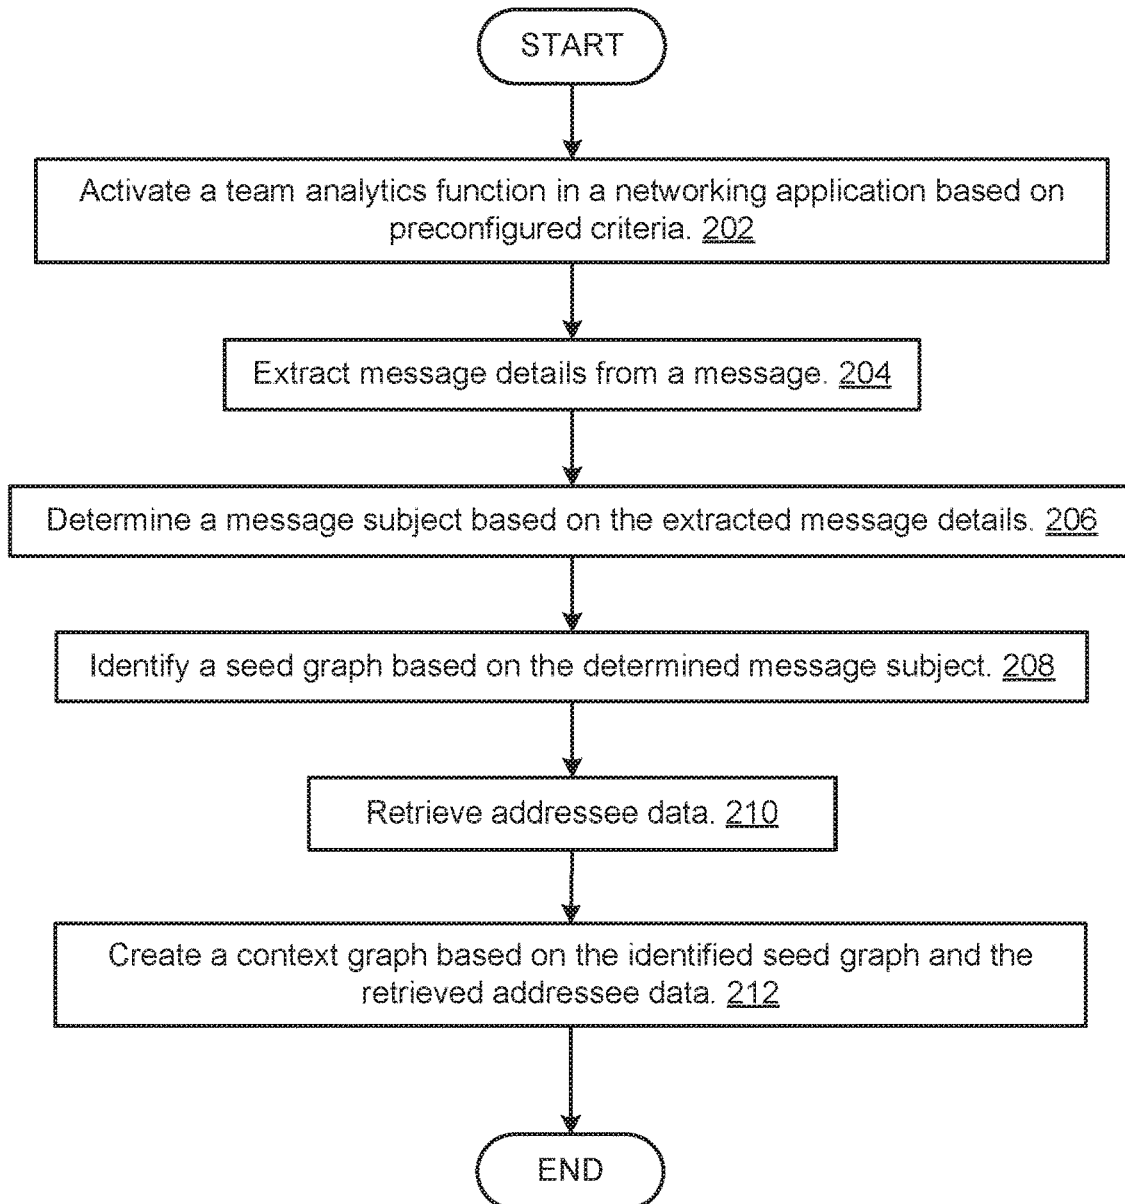 START
Activate a team analytics function in a networking application based on
preconfigured criteria. 202
Extract message details from a message. 204
Determine a message subject based on the extracted message details. 206
Identify a seed graph based on the determined message subject. 208
Retrieve addressee data. 210
Create a context graph based on the identified seed graph and the
retrieved addressee data. 212
END